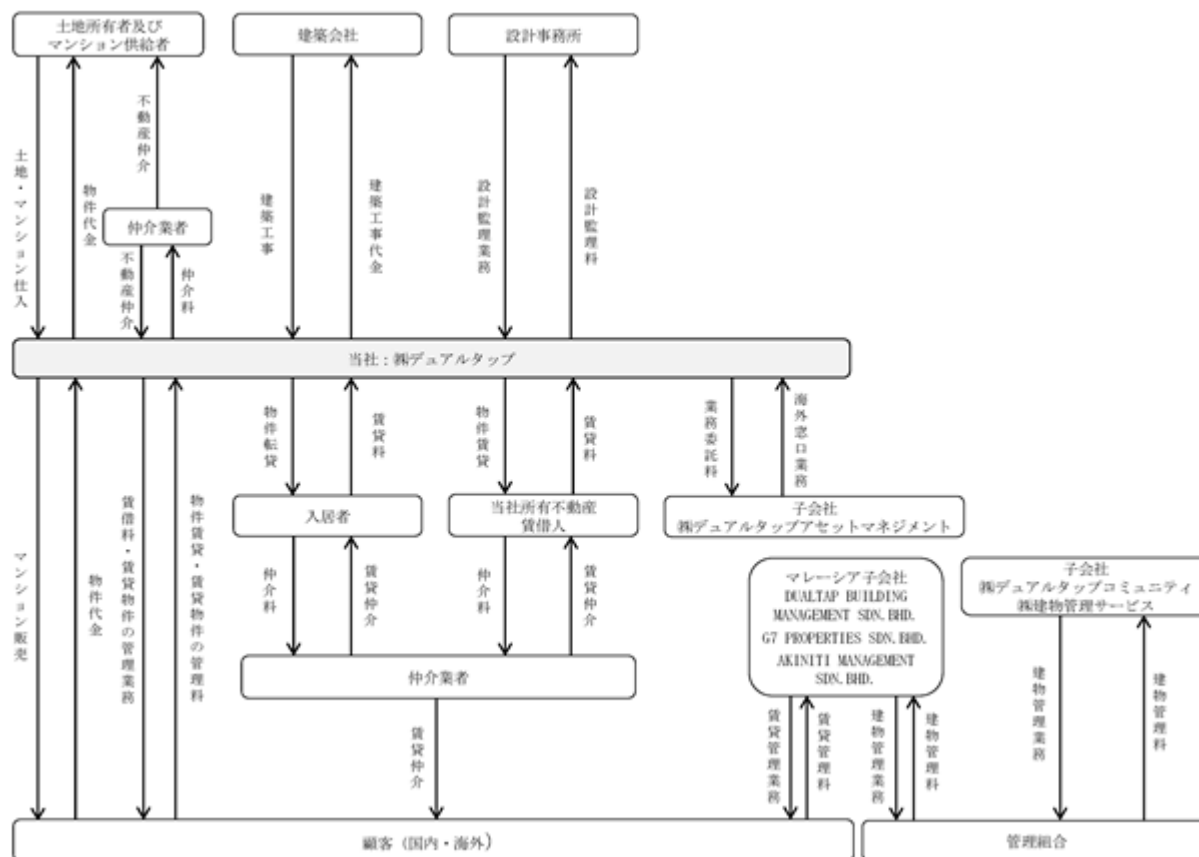 土地所有者及び
マンション供給者
建築会社
設計事務所
土地・マンション仕入
物件代金
不動産仲介
仲介業者
不動産仲介
仲介料
建築工事
建築工事代金
設計監理業務
設計監理料
当社：㈱デュアルタップ
マンション販売
物件代金
賃借料・賃貸物件の管理業務
物件賃貸・賃貸物件の管理料
物件転貸
賃貸料
物件賃貸
賃貸料
業務委託料
海外窓口業務
入居者
当社所有不動産
賃借人
子会社
㈱デュアルタップアセットマネジメント
仲介料
賃貸仲介
仲介料
賃貸仲介
仲介業者
賃貸仲介
マレーシア子会社
DUALTAP BUILDING
MANAGEMENT SDN.BHD.
G7 PROPERTIES SDN.BHD.
AKINITI MANAGEMENT
SDN.BHD.
子会社
㈱デュアルタップコミュニティ
㈱建物管理サービス
賃貸管理業務
賃貸管理料
建物管理業務
建物管理料
建物管理業務
建物管理料
顧客（国内・海外）
管理組合